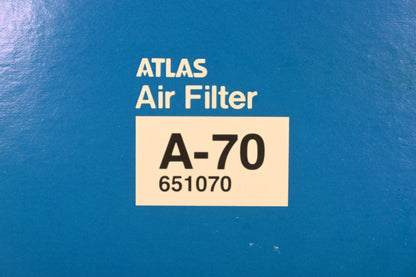 ATLAS
Air Filter
A-70
651070